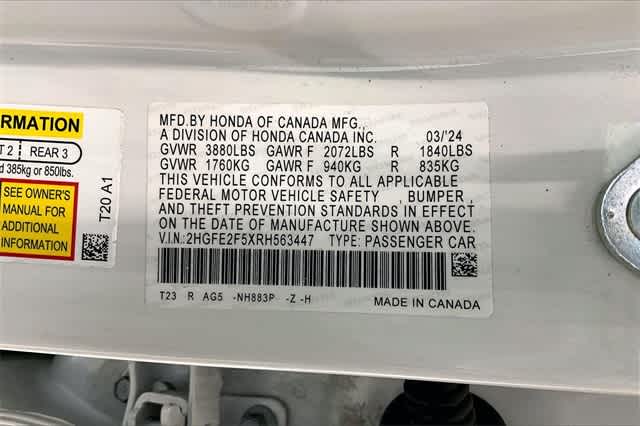 RMATION
T 2 REAR 3
d 385kg or 850lbs.
SEE OWNER'S
MANUAL FOR
ADDITIONAL
INFORMATION
T20 A1
MFD.BY HONDA OF CANADA MFG.,
A DIVISION OF HONDA CANADA INC. 03/'24
GVWR 3880LBS GAWR F 2072LBS R 1840LBS
GVWR 1760KG GAWR F 940KG R 835KG
THIS VEHICLE CONFORMS TO ALL APPLICABLE
FEDERAL MOTOR VEHICLE SAFETY , BUMPER,
AND THEFT PREVENTION STANDARDS IN EFFECT
ON THE DATE OF MANUFACTURE SHOWN ABOVE.
V.I.N.:2HGFE2F5XRH563447 TYPE: PASSENGER CAR
T23 R AG5 -NH883P -Z -H
MADE IN CANADA